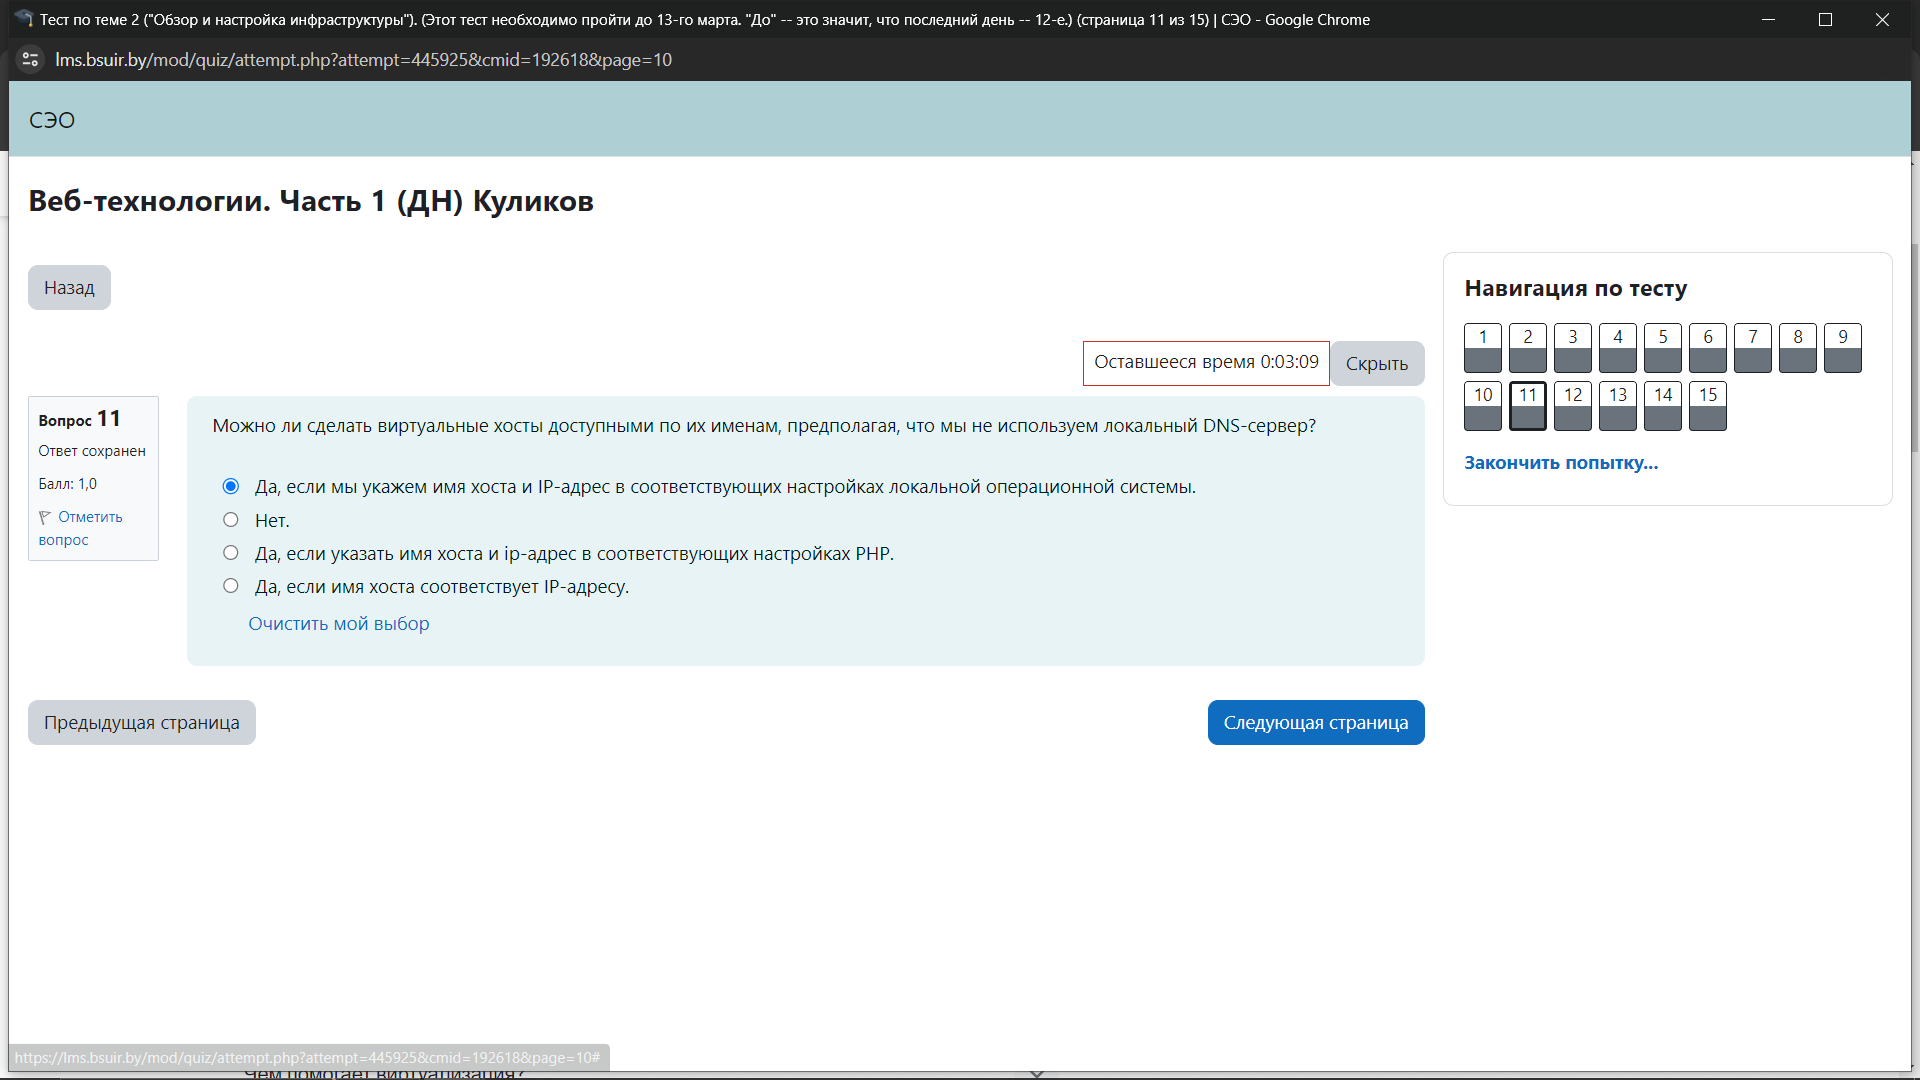 Тест по теме 2 ("Обзор и настройка инфраструктуры"). (Этот тест необходимо пройти до 13-го марта. "До" -- это значит, что последний день -- 12-е.) (страница 11 из 15) | СЭО - Google Chrome
lms.bsuir.by/mod/quiz/attempt.php?attempt=445925&cmid=192618&page=10
СЭО
Веб-технологии. Часть 1 (ДН) Куликов
Назад
Оставшееся время 0:03:09
Скрыть
Вопрос 11
Ответ сохранен
Балл: 1,0
Отметить
вопрос
Можно ли сделать виртуальные хосты доступными по их именам, предполагая, что мы не используем локальный DNS-сервер?
Да, если мы укажем имя хоста и IP-адрес в соответствующих настройках локальной операционной системы.
Нет.
Да, если указать имя хоста и ip-адрес в соответствующих настройках PHP.
Да, если имя хоста соответствует IP-адресу.
Очистить мой выбор
Предыдущая страница
Следующая страница
Навигация по тесту
1 2 3 4 5 6 7 8 9
10 11 12 13 14 15
Закончить попытку...
https://lms.bsuir.by/mod/quiz/attempt.php?attempt=445925&cmid=192618&page=10#
Чем помогает виртуализация?